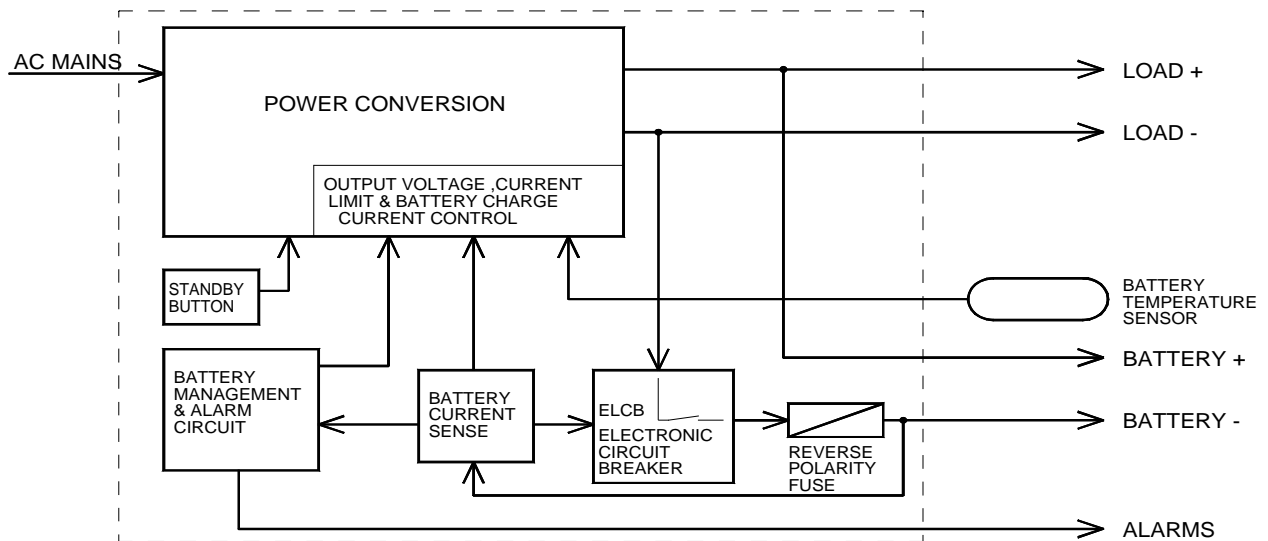 AC MAINS
POWER CONVERSION
OUTPUT VOLTAGE ,CURRENT
LIMIT & BATTERY CHARGE
CURRENT CONTROL
LOAD +
LOAD -
STANDBY
BUTTON
BATTERY
TEMPERATURE
SENSOR
BATTERY
MANAGEMENT
& ALARM
CIRCUIT
BATTERY
CURRENT
SENSE
ELCB
ELECTRONIC
CIRCUIT
BREAKER
REVERSE
POLARITY
FUSE
BATTERY +
BATTERY -
ALARMS